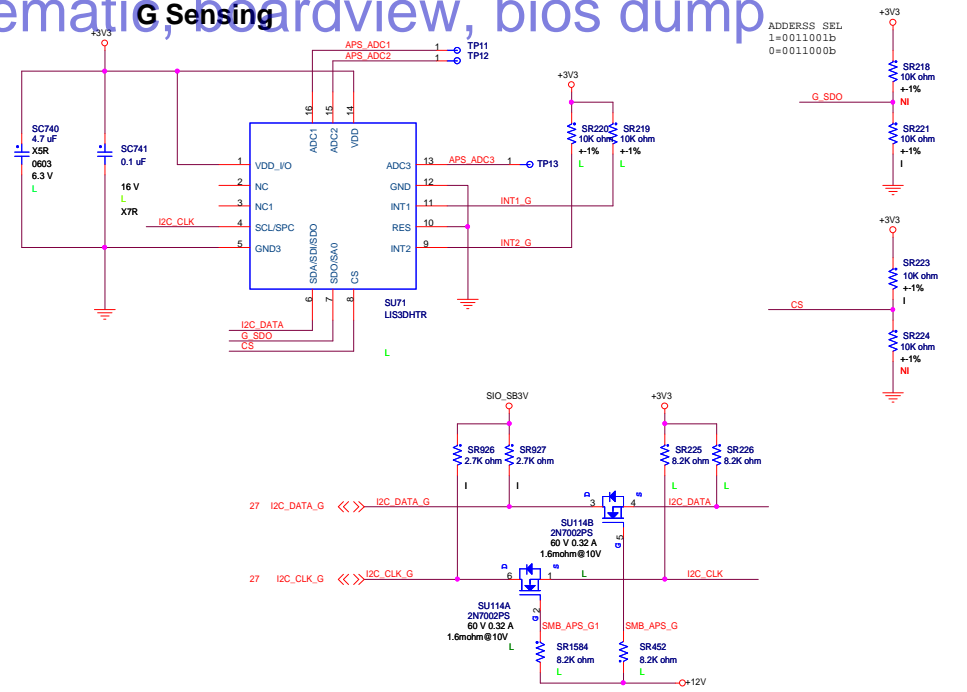 ematic, boardview, bios dump
G Sensing
ADDERSS SEL
1=0011001b
0=0011000b
+3V3
SR218
10K ohm
+-1%
NI
G_SDO
SR221
10K ohm
+-1%
I
+3V3
SC740
4.7 uF
X5R
0603
6.3 V
L
SC741
0.1 uF
16 V
L
X7R
APS_ADC1
1
TP11
APS_ADC2
1
TP12
16
15
14
ADC1
ADC2
VDD
1
VDD_I/O
2
NC
3
NC1
I2C_CLK
4
SCL/SPC
5
GND3
ADC3
13
APS_ADC3
1
TP13
GND
12
INT1
11
INT1_G
RES
10
INT2
9
INT2_G
SDA/SDI/SDO
SDO/SA0
CS
6
7
8
SU71
LIS3DHTR
L
I2C_DATA
G_SDO
CS
+3V3
SR220
10K ohm
+-1%
L
SR219
10K ohm
+-1%
L
+3V3
SR223
10K ohm
+-1%
I
CS
SR224
10K ohm
+-1%
NI
SIO_SB3V
SR926
2.7K ohm
I
SR927
2.7K ohm
I
+3V3
SR225
8.2K ohm
L
SR226
8.2K ohm
L
27
I2C_DATA_G
I2C_DATA_G
3
D
S
4
I2C_DATA
G
5
SU114B
2N7002PS
60 V 0.32 A
1.6mohm@10V
L
27
I2C_CLK_G
I2C_CLK_G
6
D
S
1
I2C_CLK
G
2
SU114A
2N7002PS
60 V 0.32 A
1.6mohm@10V
L
SMB_APS_G1
SMB_APS_G
SR1584
8.2K ohm
L
SR452
8.2K ohm
L
+12V